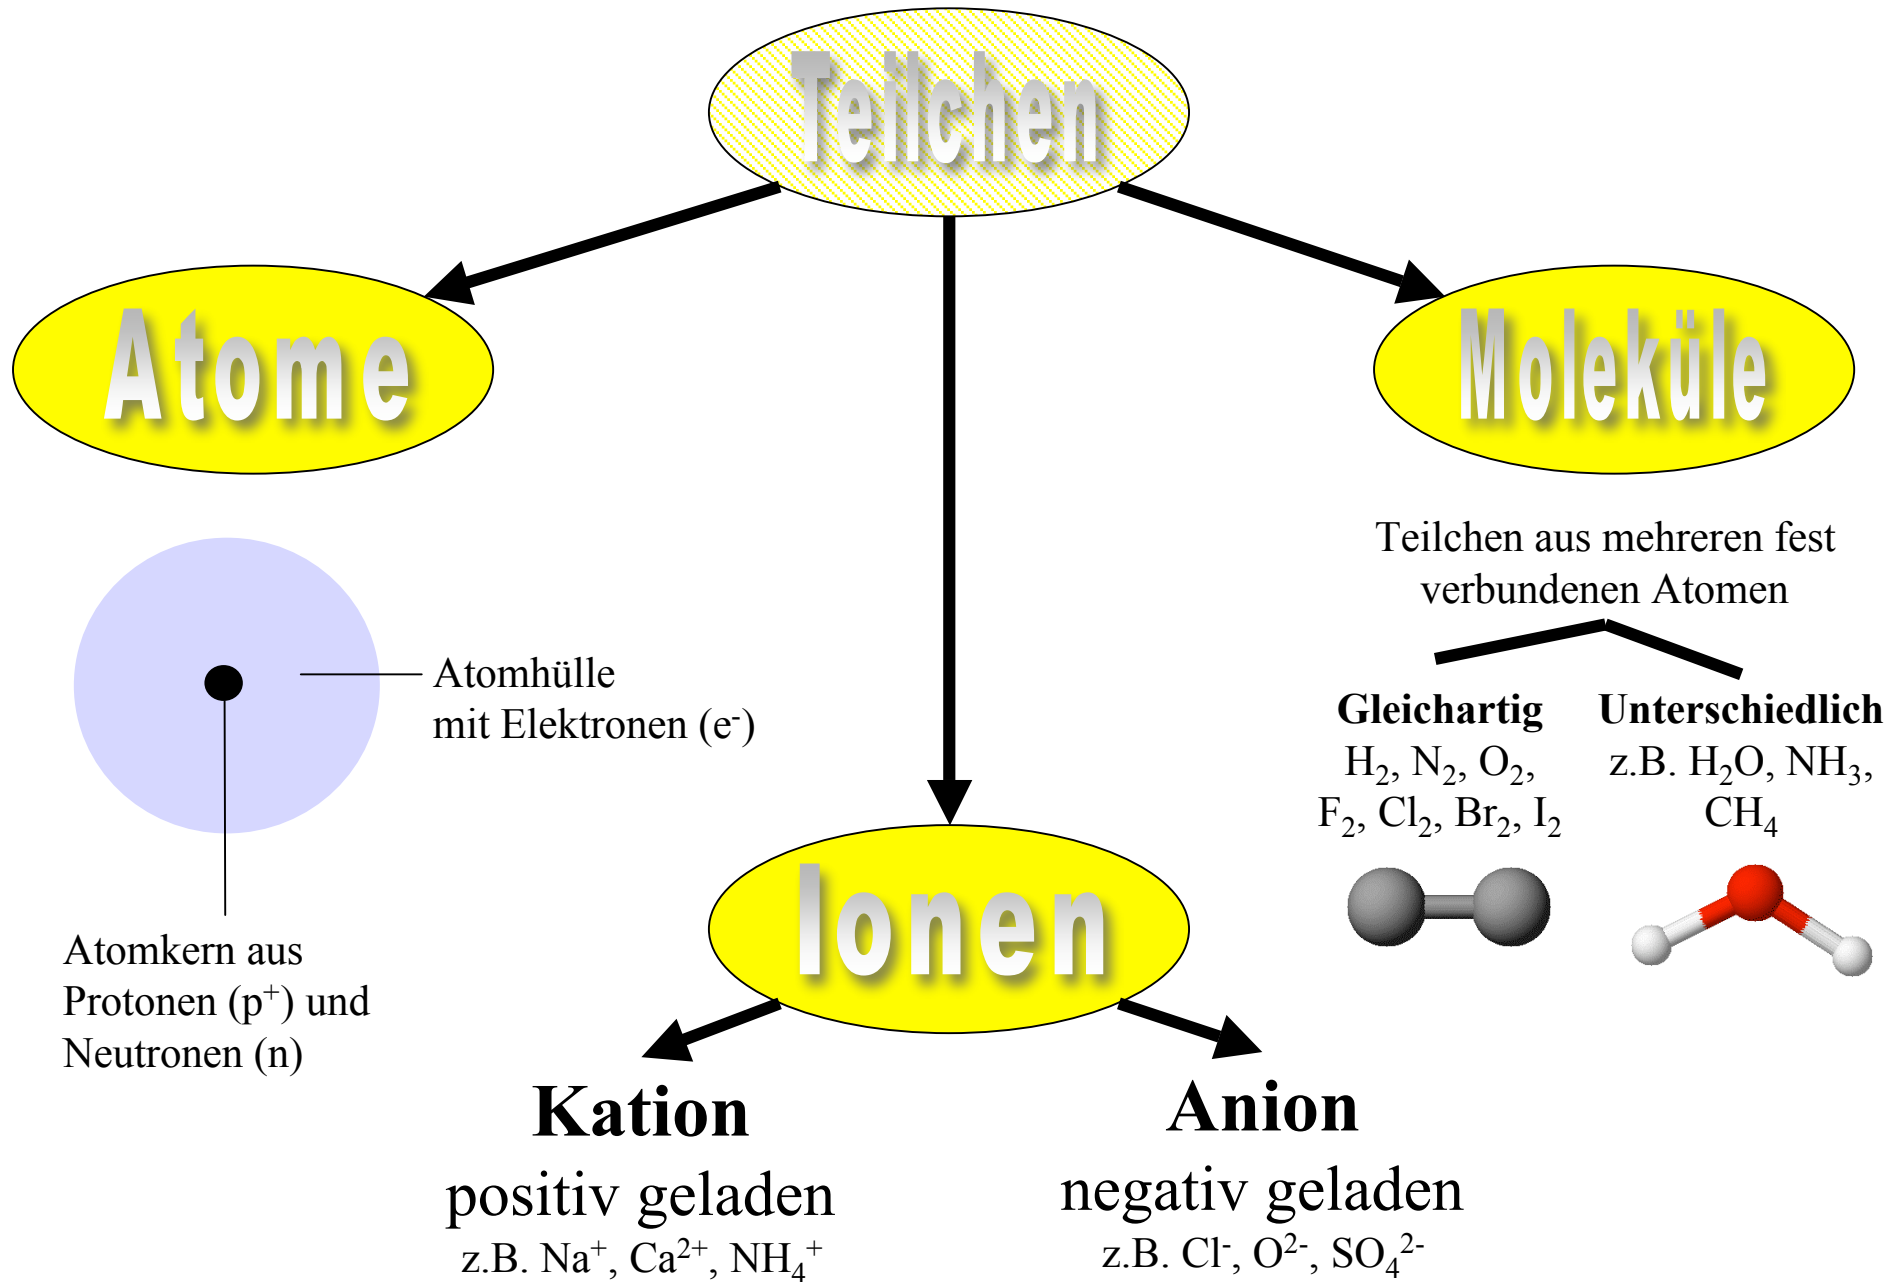 Teilchen
Atome
Moleküle
Teilchen aus mehreren fest
verbundenen Atomen
Atomhülle
mit Elektronen (e⁻)
Gleichartig
H₂, N₂, O₂,
F₂, Cl₂, Br₂, I₂
Unterschiedlich
z.B. H₂O, NH₃,
CH₄
Atomkern aus
Protonen (p⁺) und
Neutronen (n)
Ionen
Kation
positiv geladen
z.B. Na⁺, Ca²⁺, NH₄⁺
Anion
negativ geladen
z.B. Cl⁻, O²⁻, SO₄²⁻